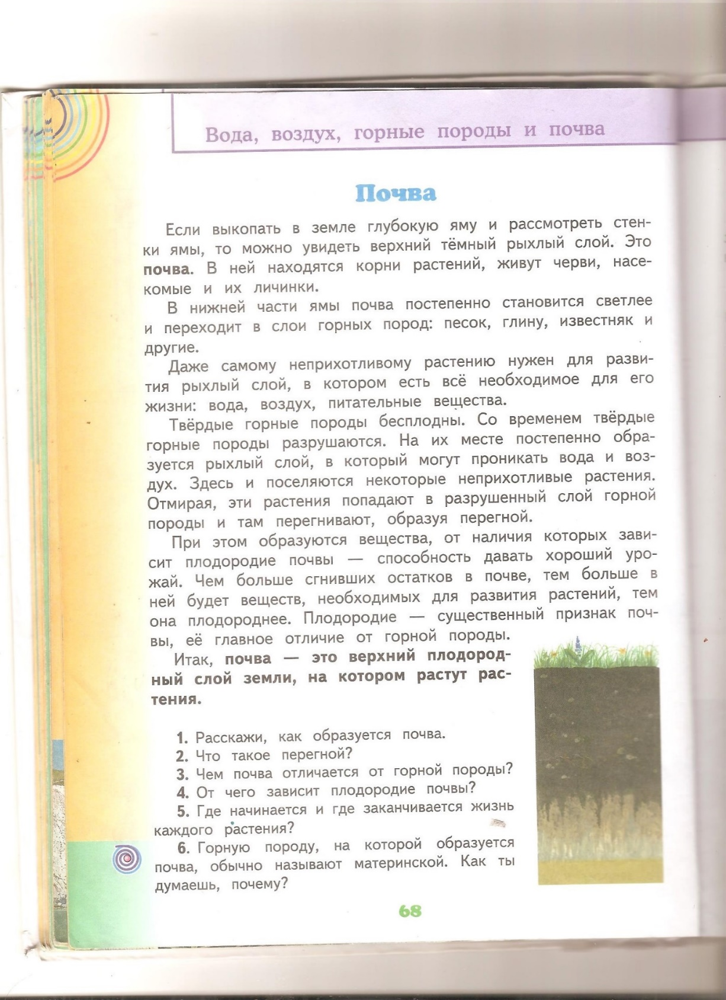 Вода, воздух, горные породы и почва
Почва
Если выкопать в земле глубокую яму и рассмотреть стен-
ки ямы, то можно увидеть верхний тёмный рыхлый слой. Это
почва. В ней находятся корни растений, живут черви, насе-
комые и их личинки.
В нижней части ямы почва постепенно становится светлее
и переходит в слои горных пород: песок, глину, известняк и
другие.
Даже самому неприхотливому растению нужен для разви-
тия рыхлый слой, в котором есть всё необходимое для его
жизни: вода, воздух, питательные вещества.
Твёрдые горные породы бесплодны. Со временем твёрдые
горные породы разрушаются. На их месте постепенно обра-
зуется рыхлый слой, в который могут проникать вода и воз-
дух. Здесь и поселяются некоторые неприхотливые растения.
Отмирая, эти растения попадают в разрушенный слой горной
породы и там перегнивают, образуя перегной.
При этом образуются вещества, от наличия которых зави-
сит плодородие почвы — способность давать хороший уро-
жай. Чем больше сгнивших остатков в почве, тем больше в
ней будет веществ, необходимых для развития растений, тем
она плодороднее. Плодородие — существенный признак поч-
вы, её главное отличие от горной породы.
Итак, почва — это верхний плодород-
ный слой земли, на котором растут рас-
тения.
1. Расскажи, как образуется почва.
2. Что такое перегной?
3. Чем почва отличается от горной породы?
4. От чего зависит плодородие почвы?
5. Где начинается и где заканчивается жизнь
каждого растения?
6. Горную породу, на которой образуется
почва, обычно называют материнской. Как ты
думаешь, почему?
68